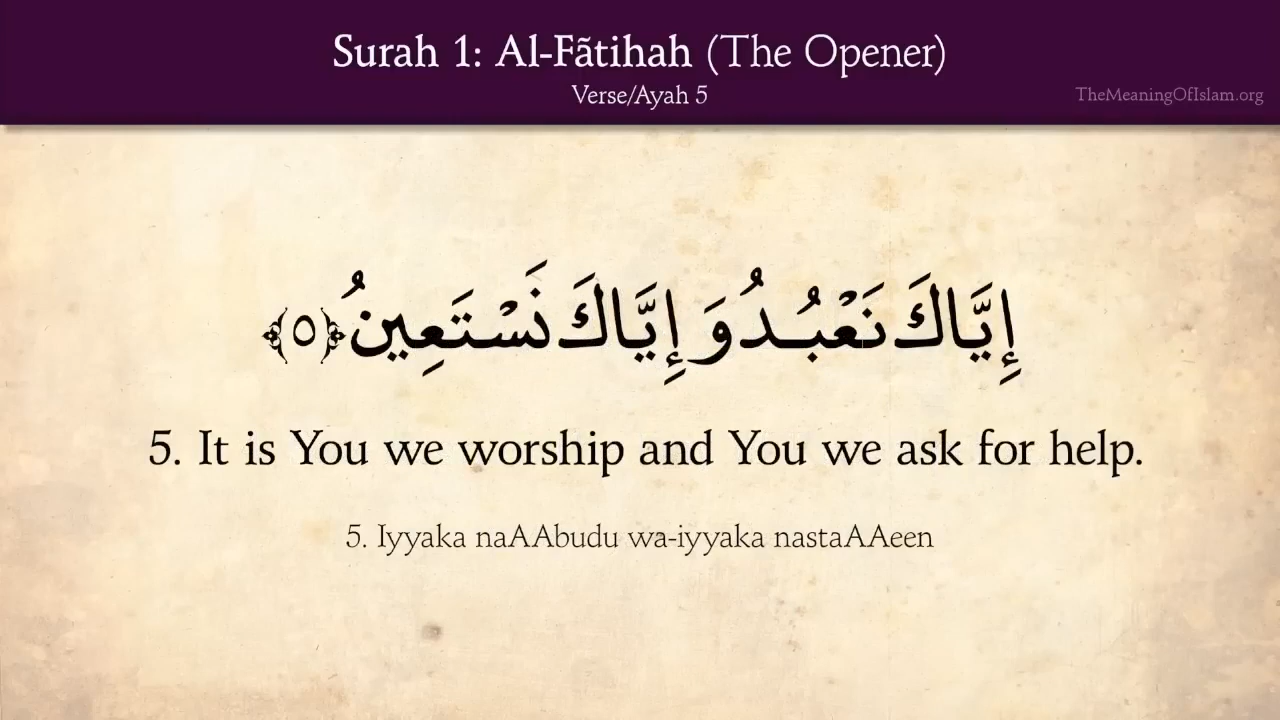 Surah 1: Al-Fãtihah (The Opener)
Verse/Ayah 5
TheMeaningOfIslam.org
إِيَّاكَ نَعْبُدُ وَ إِيَّاكَ نَسْتَعِينُ ﴿٥﴾
5. It is You we worship and You we ask for help.
5. Iyyaka naAAbudu wa-iyyaka nastaAAeen